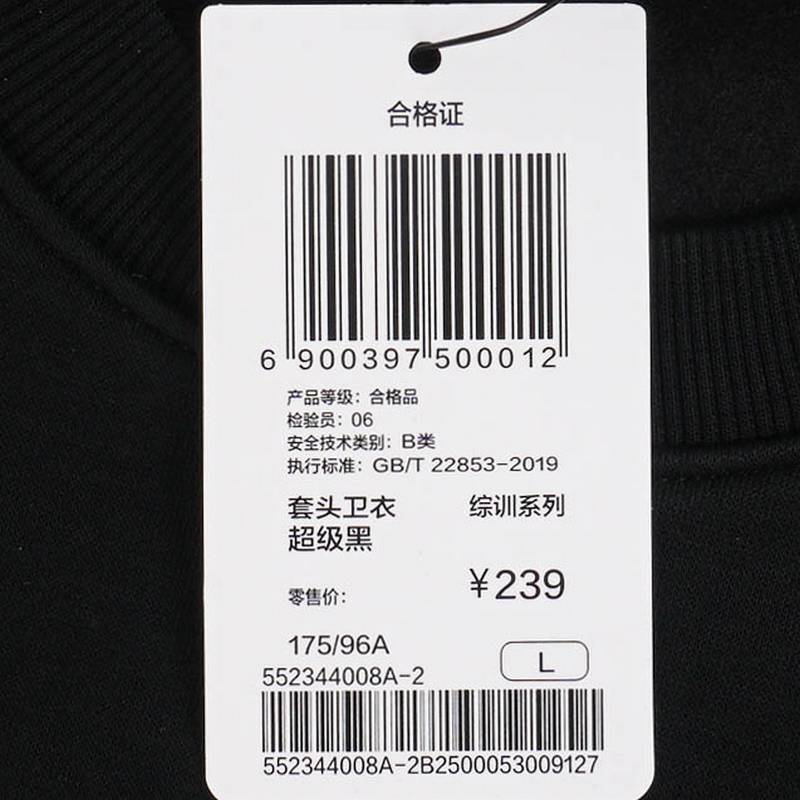 合格证
6 900397 500012
产品等级：合格品
检验员：06
安全技术类别：B类
执行标准：GB/T 22853-2019
套头卫衣 综训系列
超级黑
零售价： ¥239
175/96A L
552344008A-2
552344008A-2B2500053009127